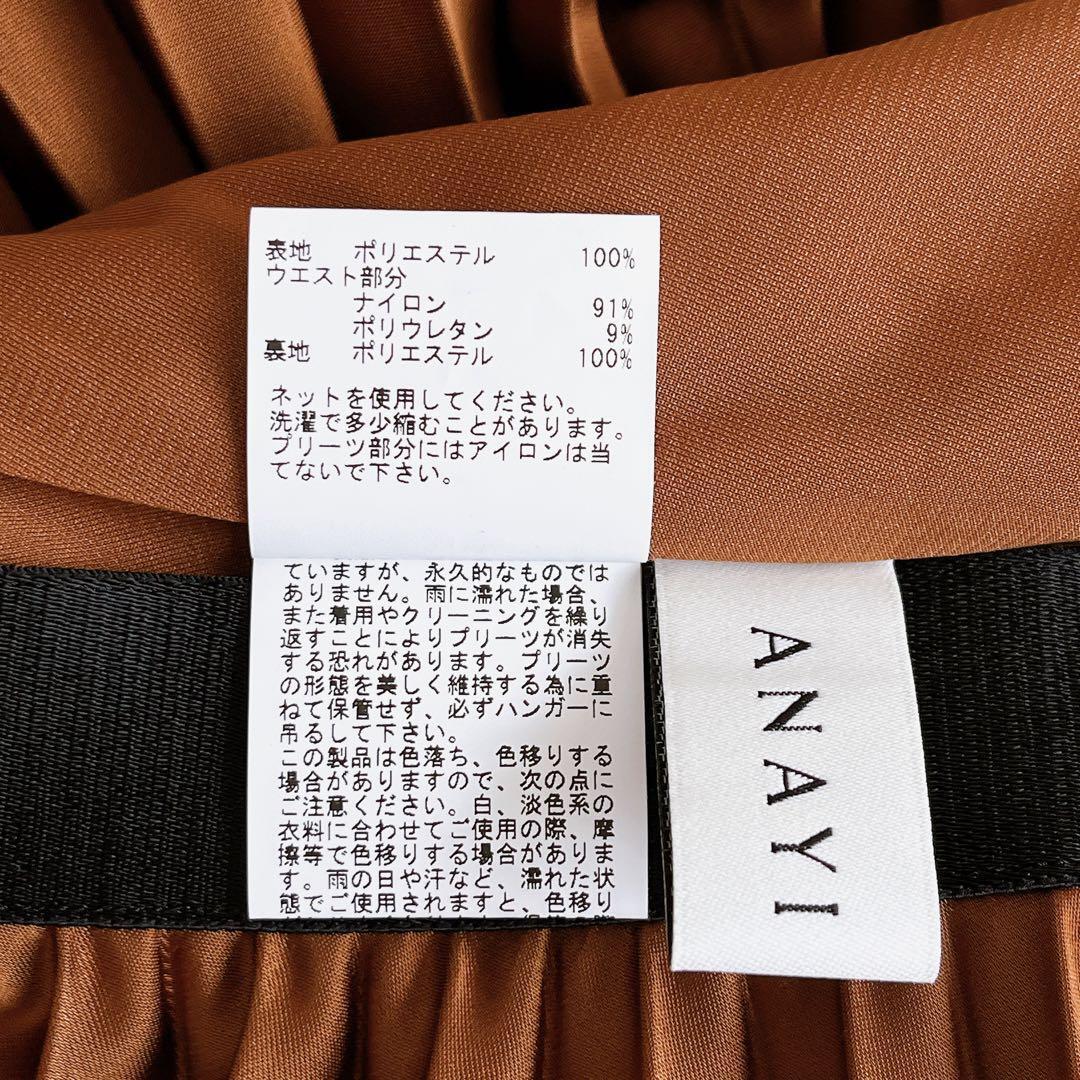 表地 ポリエステル 100%
ウエスト部分
ナイロン 91%
ポリウレタン 9%
裏地 ポリエステル 100%
ネットを使用してください。
洗濯で多少縮むことがあります。
プリーツ部分にはアイロンは当
てないで下さい。
ていますが、永久的なものでは
ありません。雨に濡れた場合、
また着用やクリーニングを繰り
返すことによりプリーツが消失
する恐れがあります。プリーツ
の形態を美しく維持する為に重
ねて保管せず、必ずハンガーに
吊るして下さい。
この製品は色落ち、色移りする
場合がありますので、次の点に
ご注意ください。白、淡色系の
衣料に合わせてご使用の際、摩
擦等で色移りする場合がありま
す。雨の日や汗など、濡れた状
態でご使用されますと、色移り
ANAYI